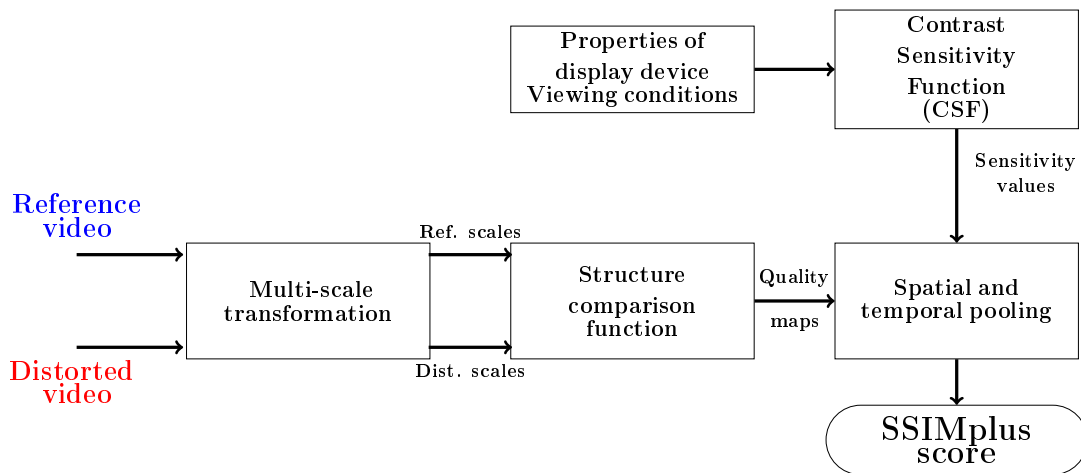 Properties of
display device
Viewing conditions
Contrast
Sensitivity
Function
(CSF)
Sensitivity
values
Reference
video
Distorted
video
Multi-scale
transformation
Ref. scales
Dist. scales
Structure
comparison
function
Quality
maps
Spatial and
temporal pooling
SSIMplus
score